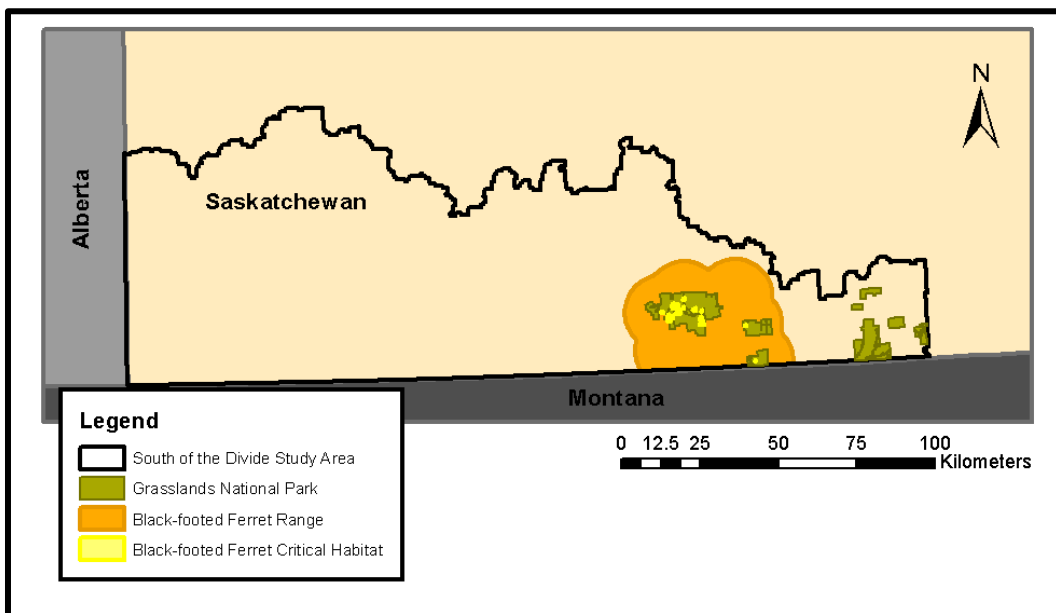 N
Alberta
Saskatchewan
Montana
Legend
South of the Divide Study Area
Grasslands National Park
Black-footed Ferret Range
Black-footed Ferret Critical Habitat
0 12.5 25 50 75 100
Kilometers